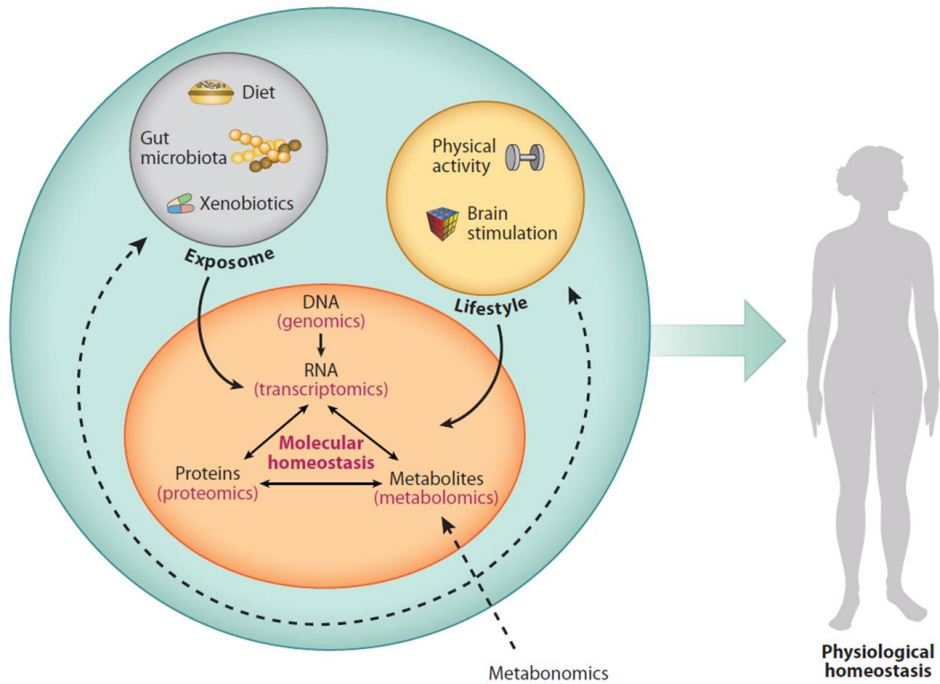 Diet
Gut
microbiota
Xenobiotics
Exposome
Physical
activity
Brain
stimulation
Lifestyle
DNA
(genomics)
RNA
(transcriptomics)
Molecular
homeostasis
Proteins
(proteomics)
Metabolites
(metabolomics)
Metabonomics
Physiological
homeostasis